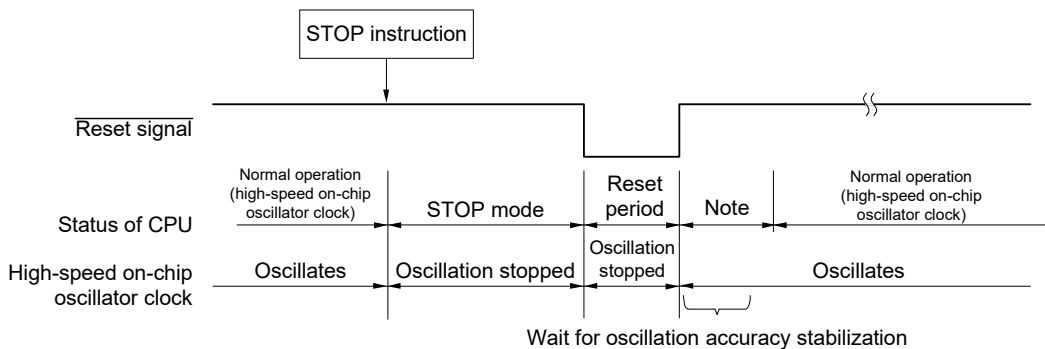 STOP instruction
Reset signal
Status of CPU
Normal operation
(high-speed on-chip
oscillator clock)
STOP mode
Reset
period
Note
Normal operation
(high-speed on-chip
oscillator clock)
High-speed on-chip
oscillator clock
Oscillates
Oscillation stopped
Oscillation
stopped
Oscillates
Wait for oscillation accuracy stabilization